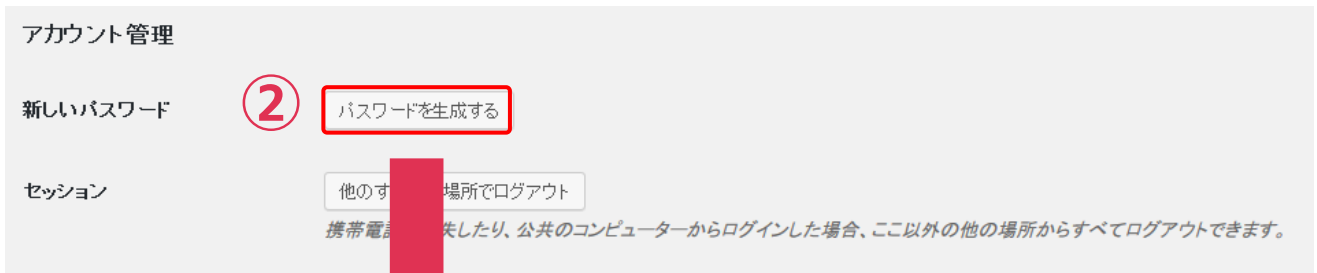 アカウント管理
新しいパスワード ② パスワードを生成する
セッション 他のす 場所でログアウト
携帯電 失したり、公共のコンピューターからログインした場合、ここ以外の他の場所からすべてログアウトできます。